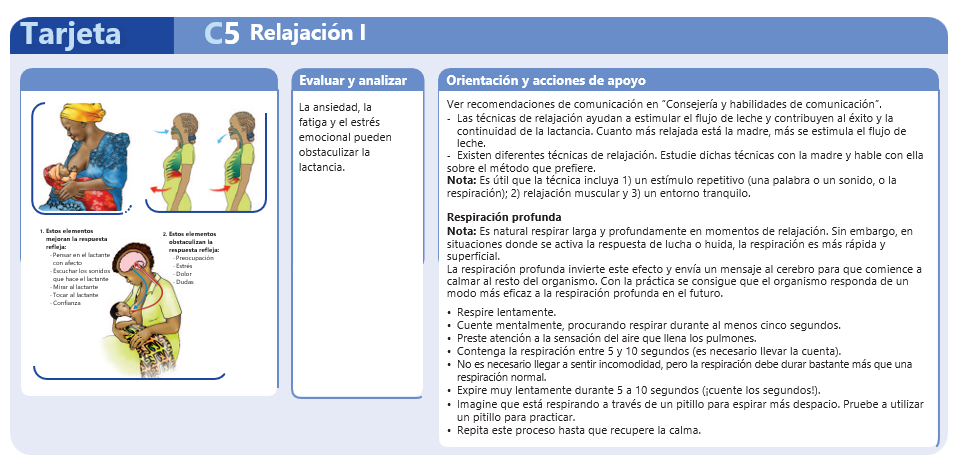 Tarjeta
C5 Relajación I
1. Estos elementos
mejoran la respuesta
refleja:
- Pensar en el lactante
con afecto
- Escuchar los sonidos
que hace el lactante
- Mirar al lactante
- Tocar al lactante
- Confianza
2. Estos elementos
obstaculizan la
respuesta refleja:
- Preocupación
- Estrés
- Dolor
- Dudas
Evaluar y analizar
La ansiedad, la
fatiga y el estrés
emocional pueden
obstaculizar la
lactancia.
Orientación y acciones de apoyo
Ver recomendaciones de comunicación en “Consejería y habilidades de comunicación”.
- Las técnicas de relajación ayudan a estimular el flujo de leche y contribuyen al éxito y la
continuidad de la lactancia. Cuanto más relajada está la madre, más se estimula el flujo de
leche.
- Existen diferentes técnicas de relajación. Estudie dichas técnicas con la madre y hable con ella
sobre el método que prefiere.
Nota: Es útil que la técnica incluya 1) un estímulo repetitivo (una palabra o un sonido, o la
respiración); 2) relajación muscular y 3) un entorno tranquilo.
Respiración profunda
Nota: Es natural respirar larga y profundamente en momentos de relajación. Sin embargo, en
situaciones donde se activa la respuesta de lucha o huida, la respiración es más rápida y
superficial.
La respiración profunda invierte este efecto y envía un mensaje al cerebro para que comience a
calmar al resto del organismo. Con la práctica se consigue que el organismo responda de un
modo más eficaz a la respiración profunda en el futuro.
• Respire lentamente.
• Cuente mentalmente, procurando respirar durante al menos cinco segundos.
• Preste atención a la sensación del aire que llena los pulmones.
• Contenga la respiración entre 5 y 10 segundos (es necesario llevar la cuenta).
• No es necesario llegar a sentir incomodidad, pero la respiración debe durar bastante más que una
respiración normal.
• Expire muy lentamente durante 5 a 10 segundos (¡cuente los segundos!).
• Imagine que está respirando a través de un pitillo para espirar más despacio. Pruebe a utilizar
un pitillo para practicar.
• Repita este proceso hasta que recupere la calma.